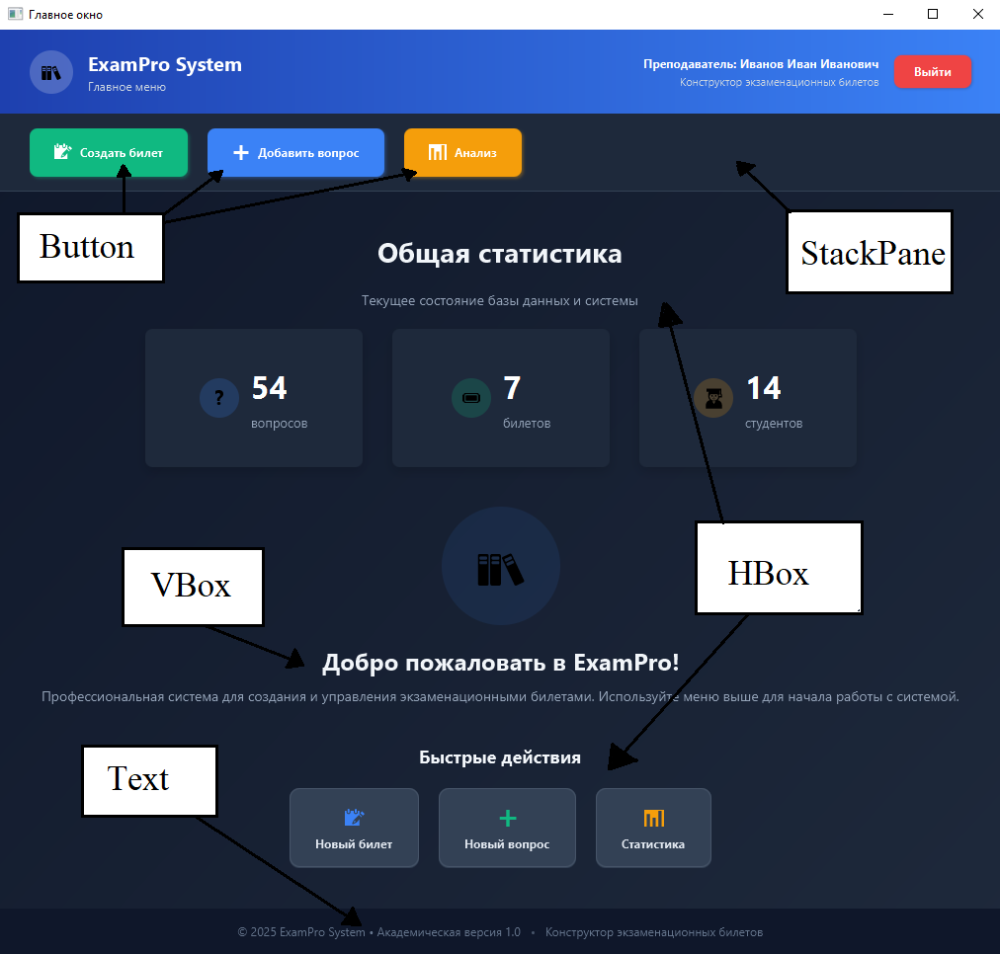 Главное окно
ExamPro System
Главное меню
Преподаватель: Иванов Иван Иванович
Конструктор экзаменационных билетов
Выйти
Создать билет
Добавить вопрос
Анализ
Button
StackPane
Общая статистика
Текущее состояние базы данных и системы
?
54
вопросов
7
билетов
14
студентов
VBox
HBox
Добро пожаловать в ExamPro!
Профессиональная система для создания и управления экзаменационными билетами. Используйте меню выше для начала работы с системой.
Быстрые действия
Text
Новый билет
Новый вопрос
Статистика
© 2025 ExamPro System • Академическая версия 1.0 • Конструктор экзаменационных билетов